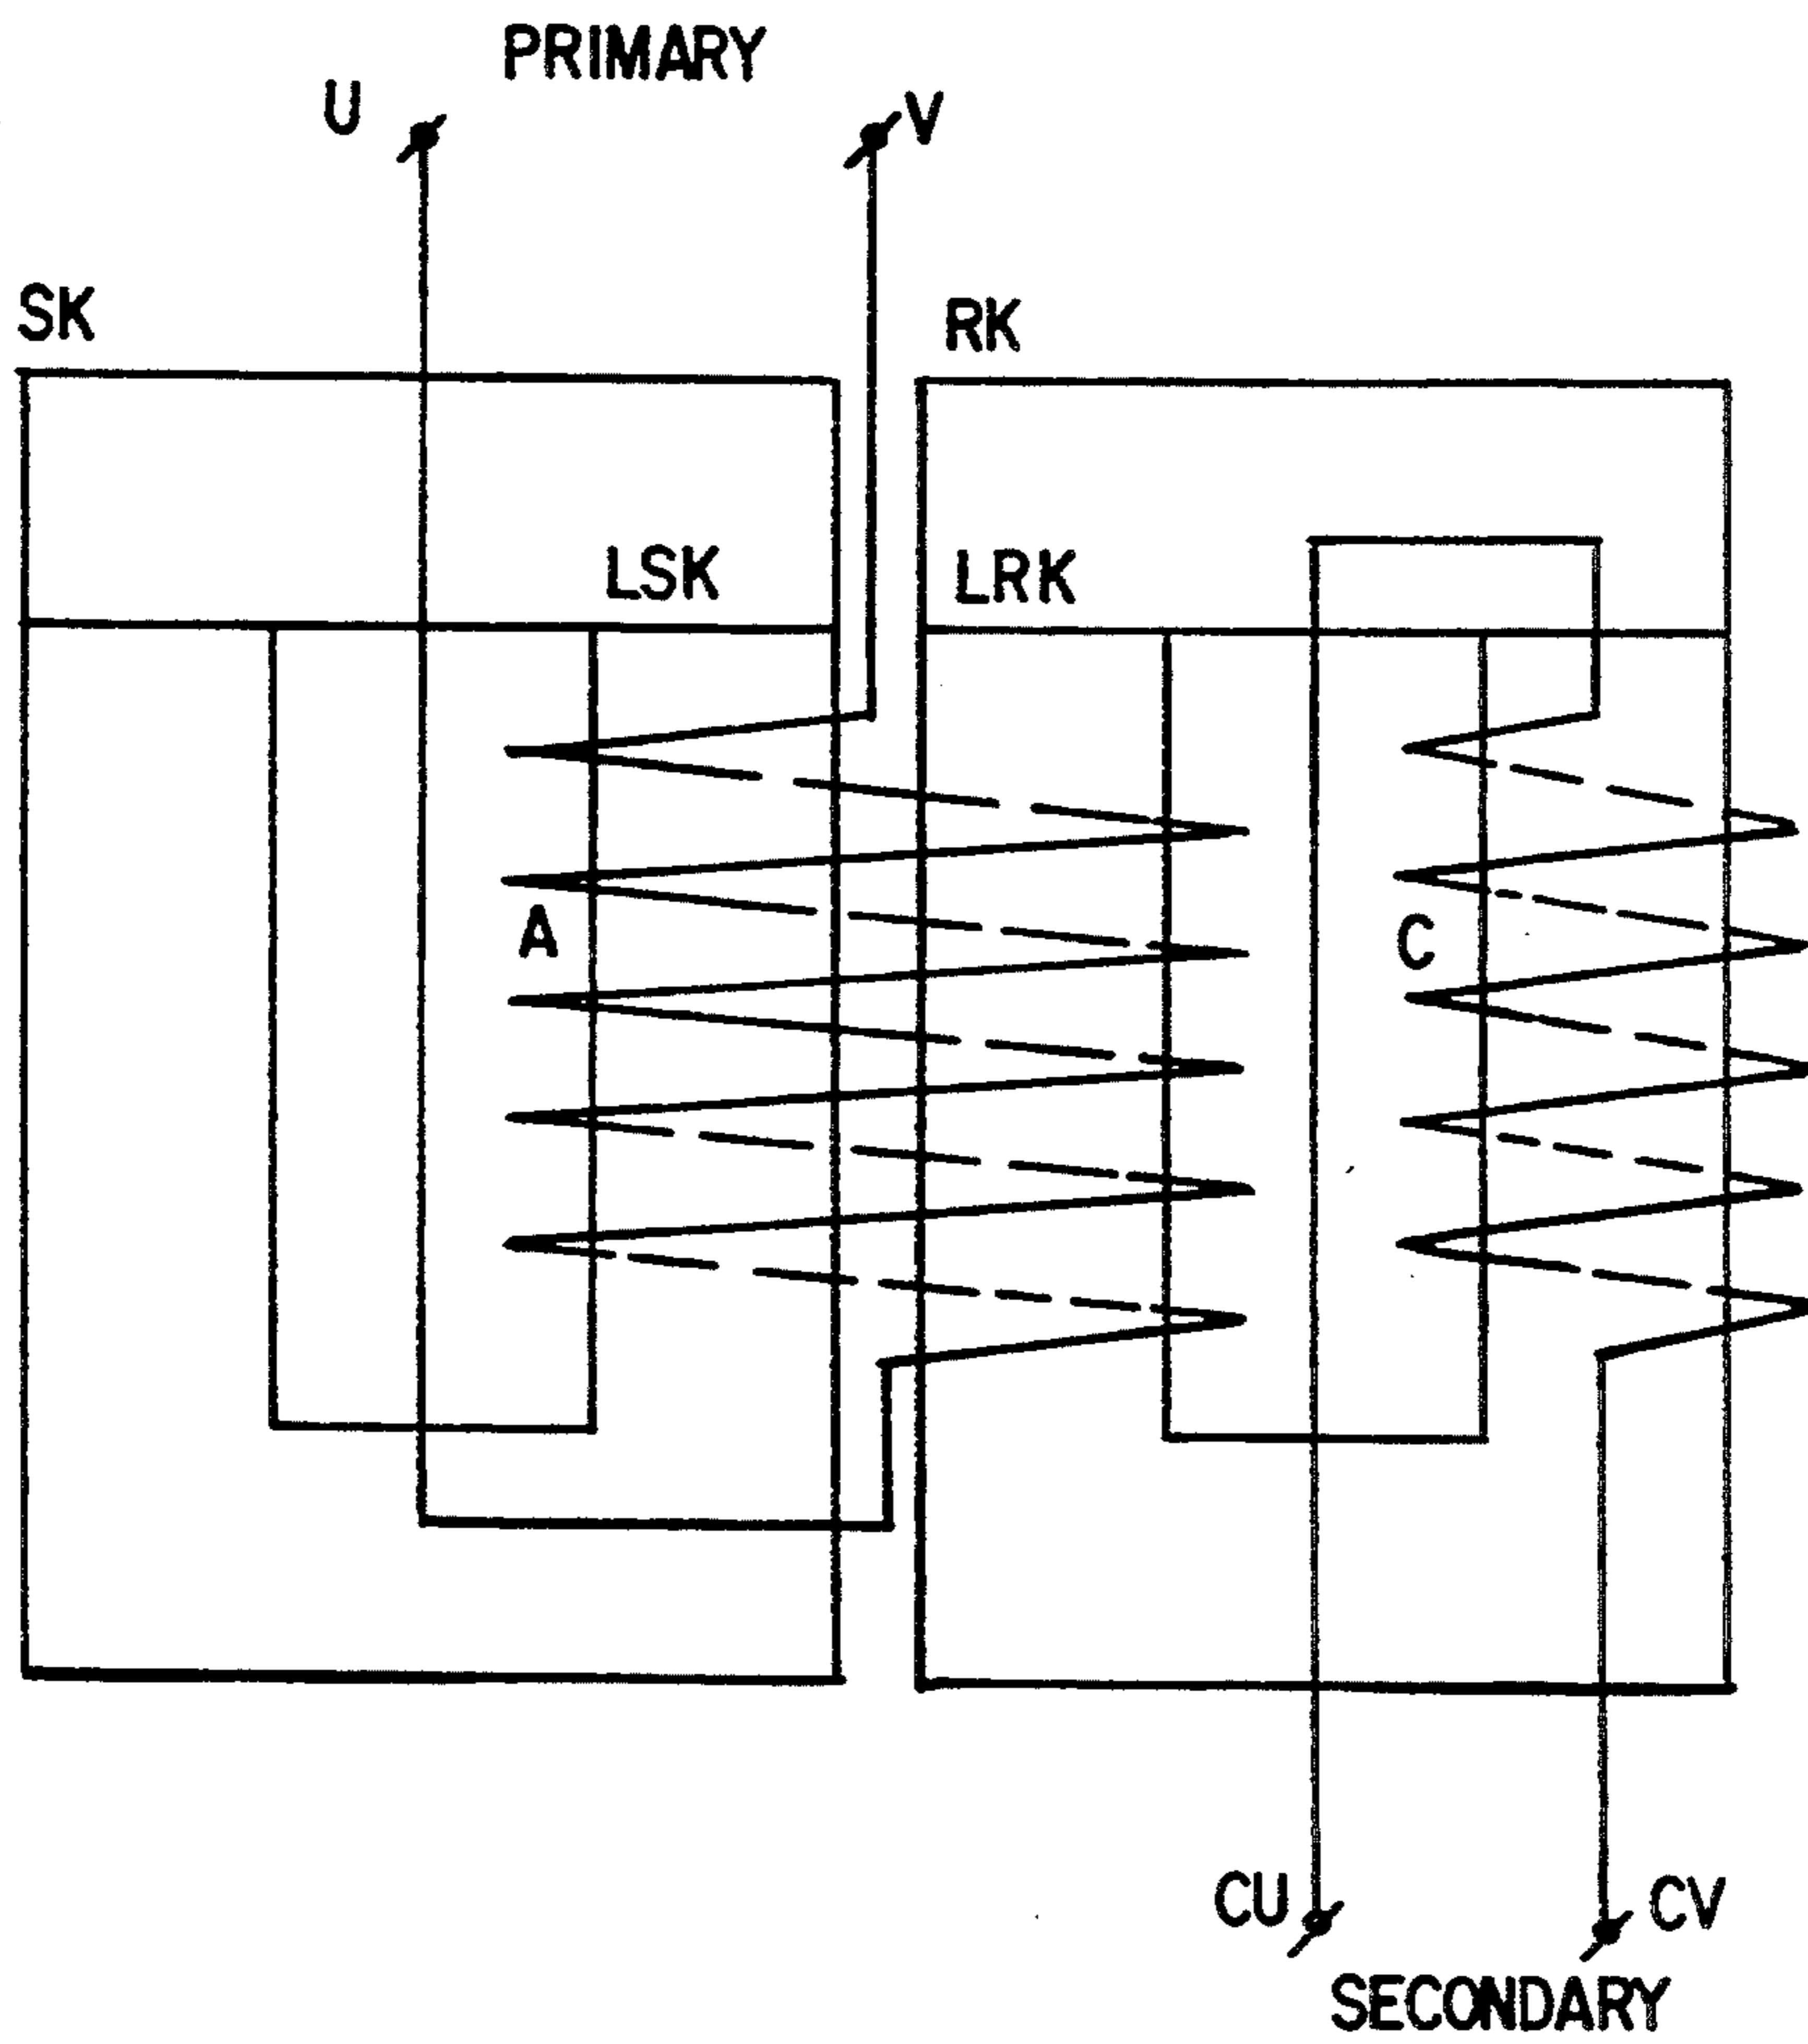 PRIMARY
U
V
SK
RK
LSK
LRK
A
C
CU
CV
SECONDARY